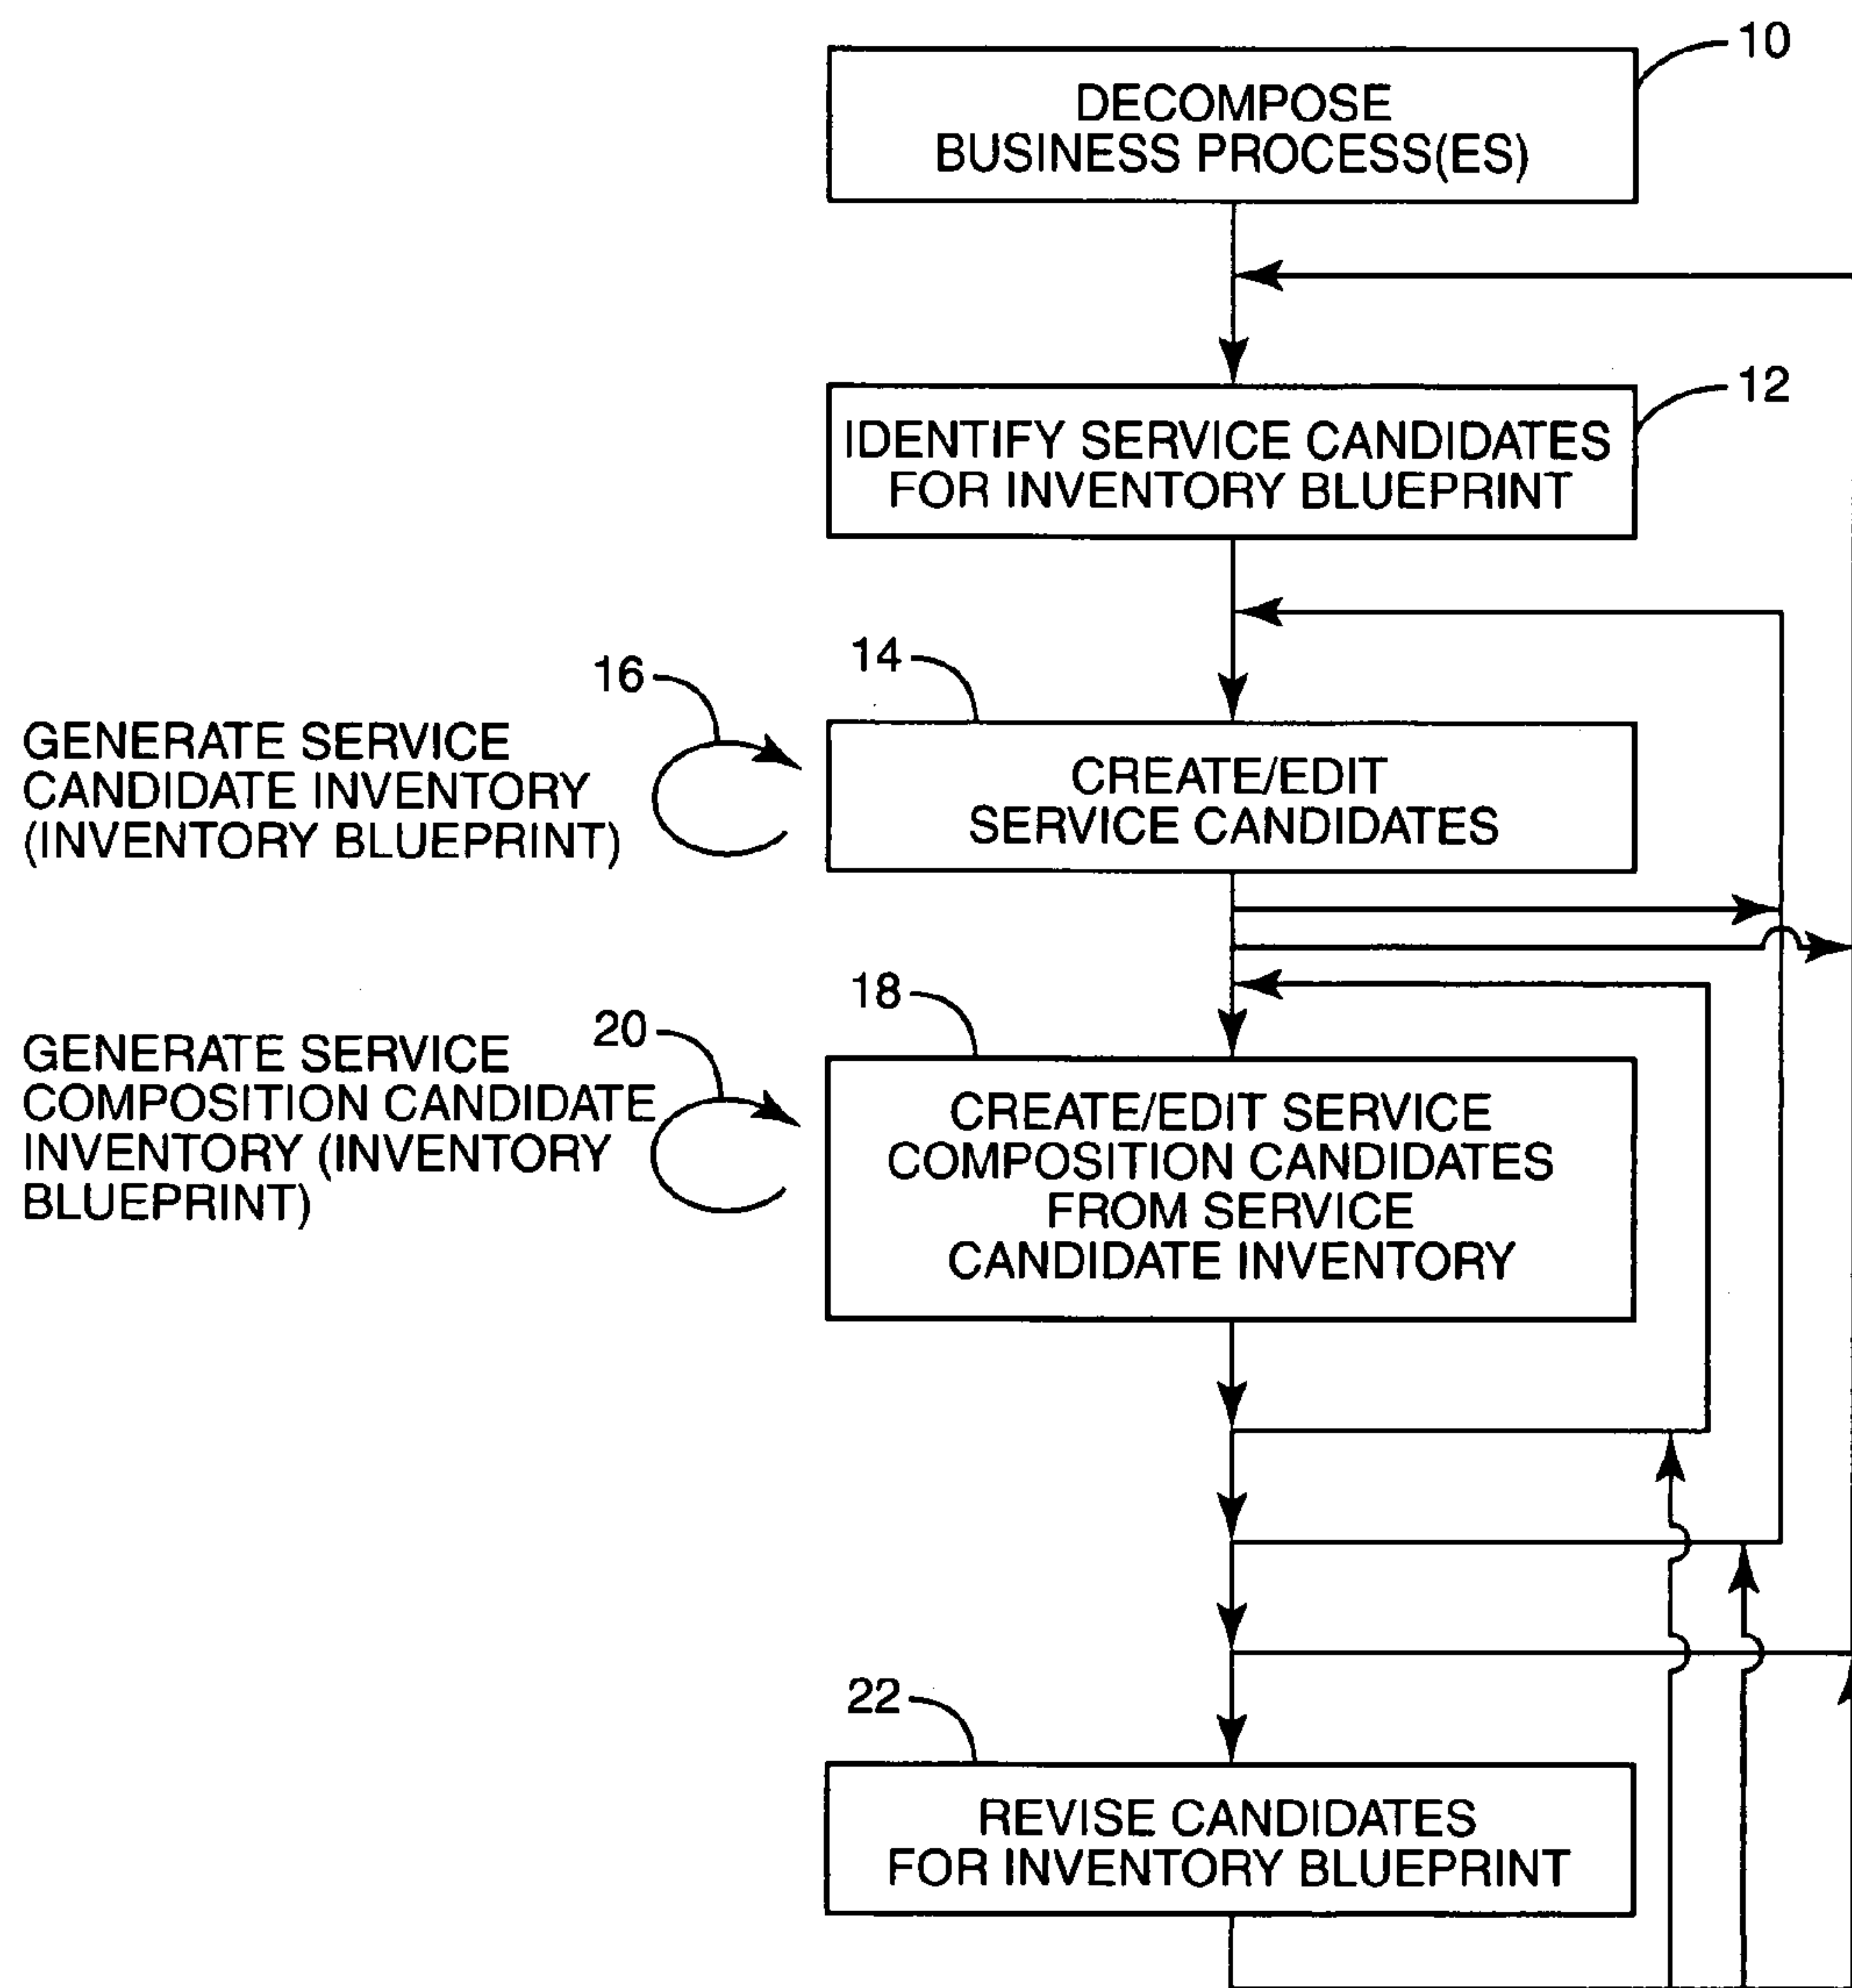 10
DECOMPOSE
BUSINESS PROCESS(ES)
12
IDENTIFY SERVICE CANDIDATES
FOR INVENTORY BLUEPRINT
16
14
GENERATE SERVICE
CANDIDATE INVENTORY
(INVENTORY BLUEPRINT)
CREATE/EDIT
SERVICE CANDIDATES
18
20
GENERATE SERVICE
COMPOSITION CANDIDATE
INVENTORY (INVENTORY
BLUEPRINT)
CREATE/EDIT SERVICE
COMPOSITION CANDIDATES
FROM SERVICE
CANDIDATE INVENTORY
22
REVISE CANDIDATES
FOR INVENTORY BLUEPRINT